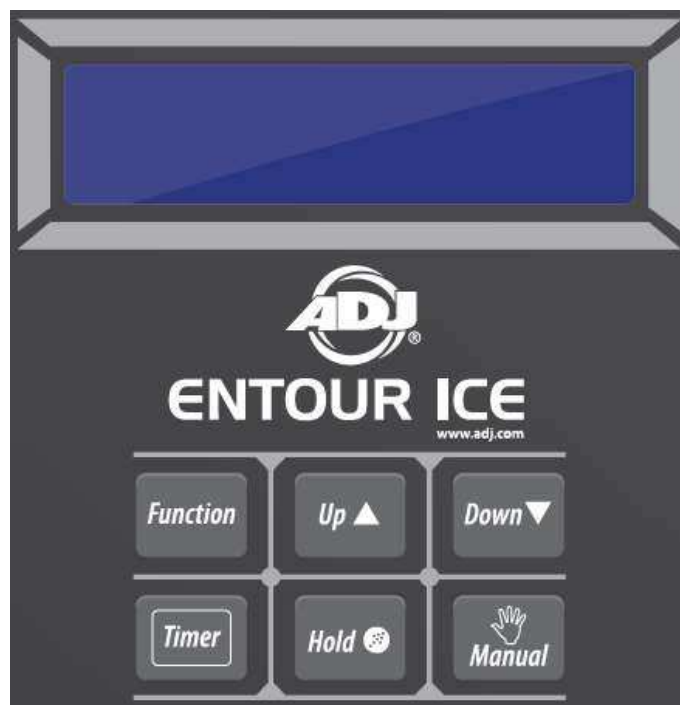 ADJ®
ENTOUR ICE
www.adj.com
Function Up ▲ Down ▼
Timer Hold Manual